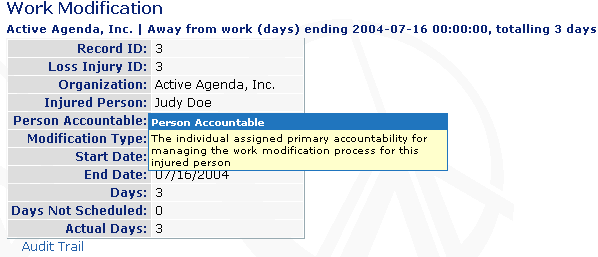 Work Modification
Active Agenda, Inc. | Away from work (days) ending 2004-07-16 00:00:00, totalling 3 days
Record ID: 3
Loss Injury ID: 3
Organization: Active Agenda, Inc.
Injured Person: Judy Doe
Person Accountable: Person Accountable
Modification Type: The individual assigned primary accountability for
managing the work modification process for this
Start Date: injured person
End Date: 07/16/2004
Days: 3
Days Not Scheduled: 0
Actual Days: 3
Audit Trail